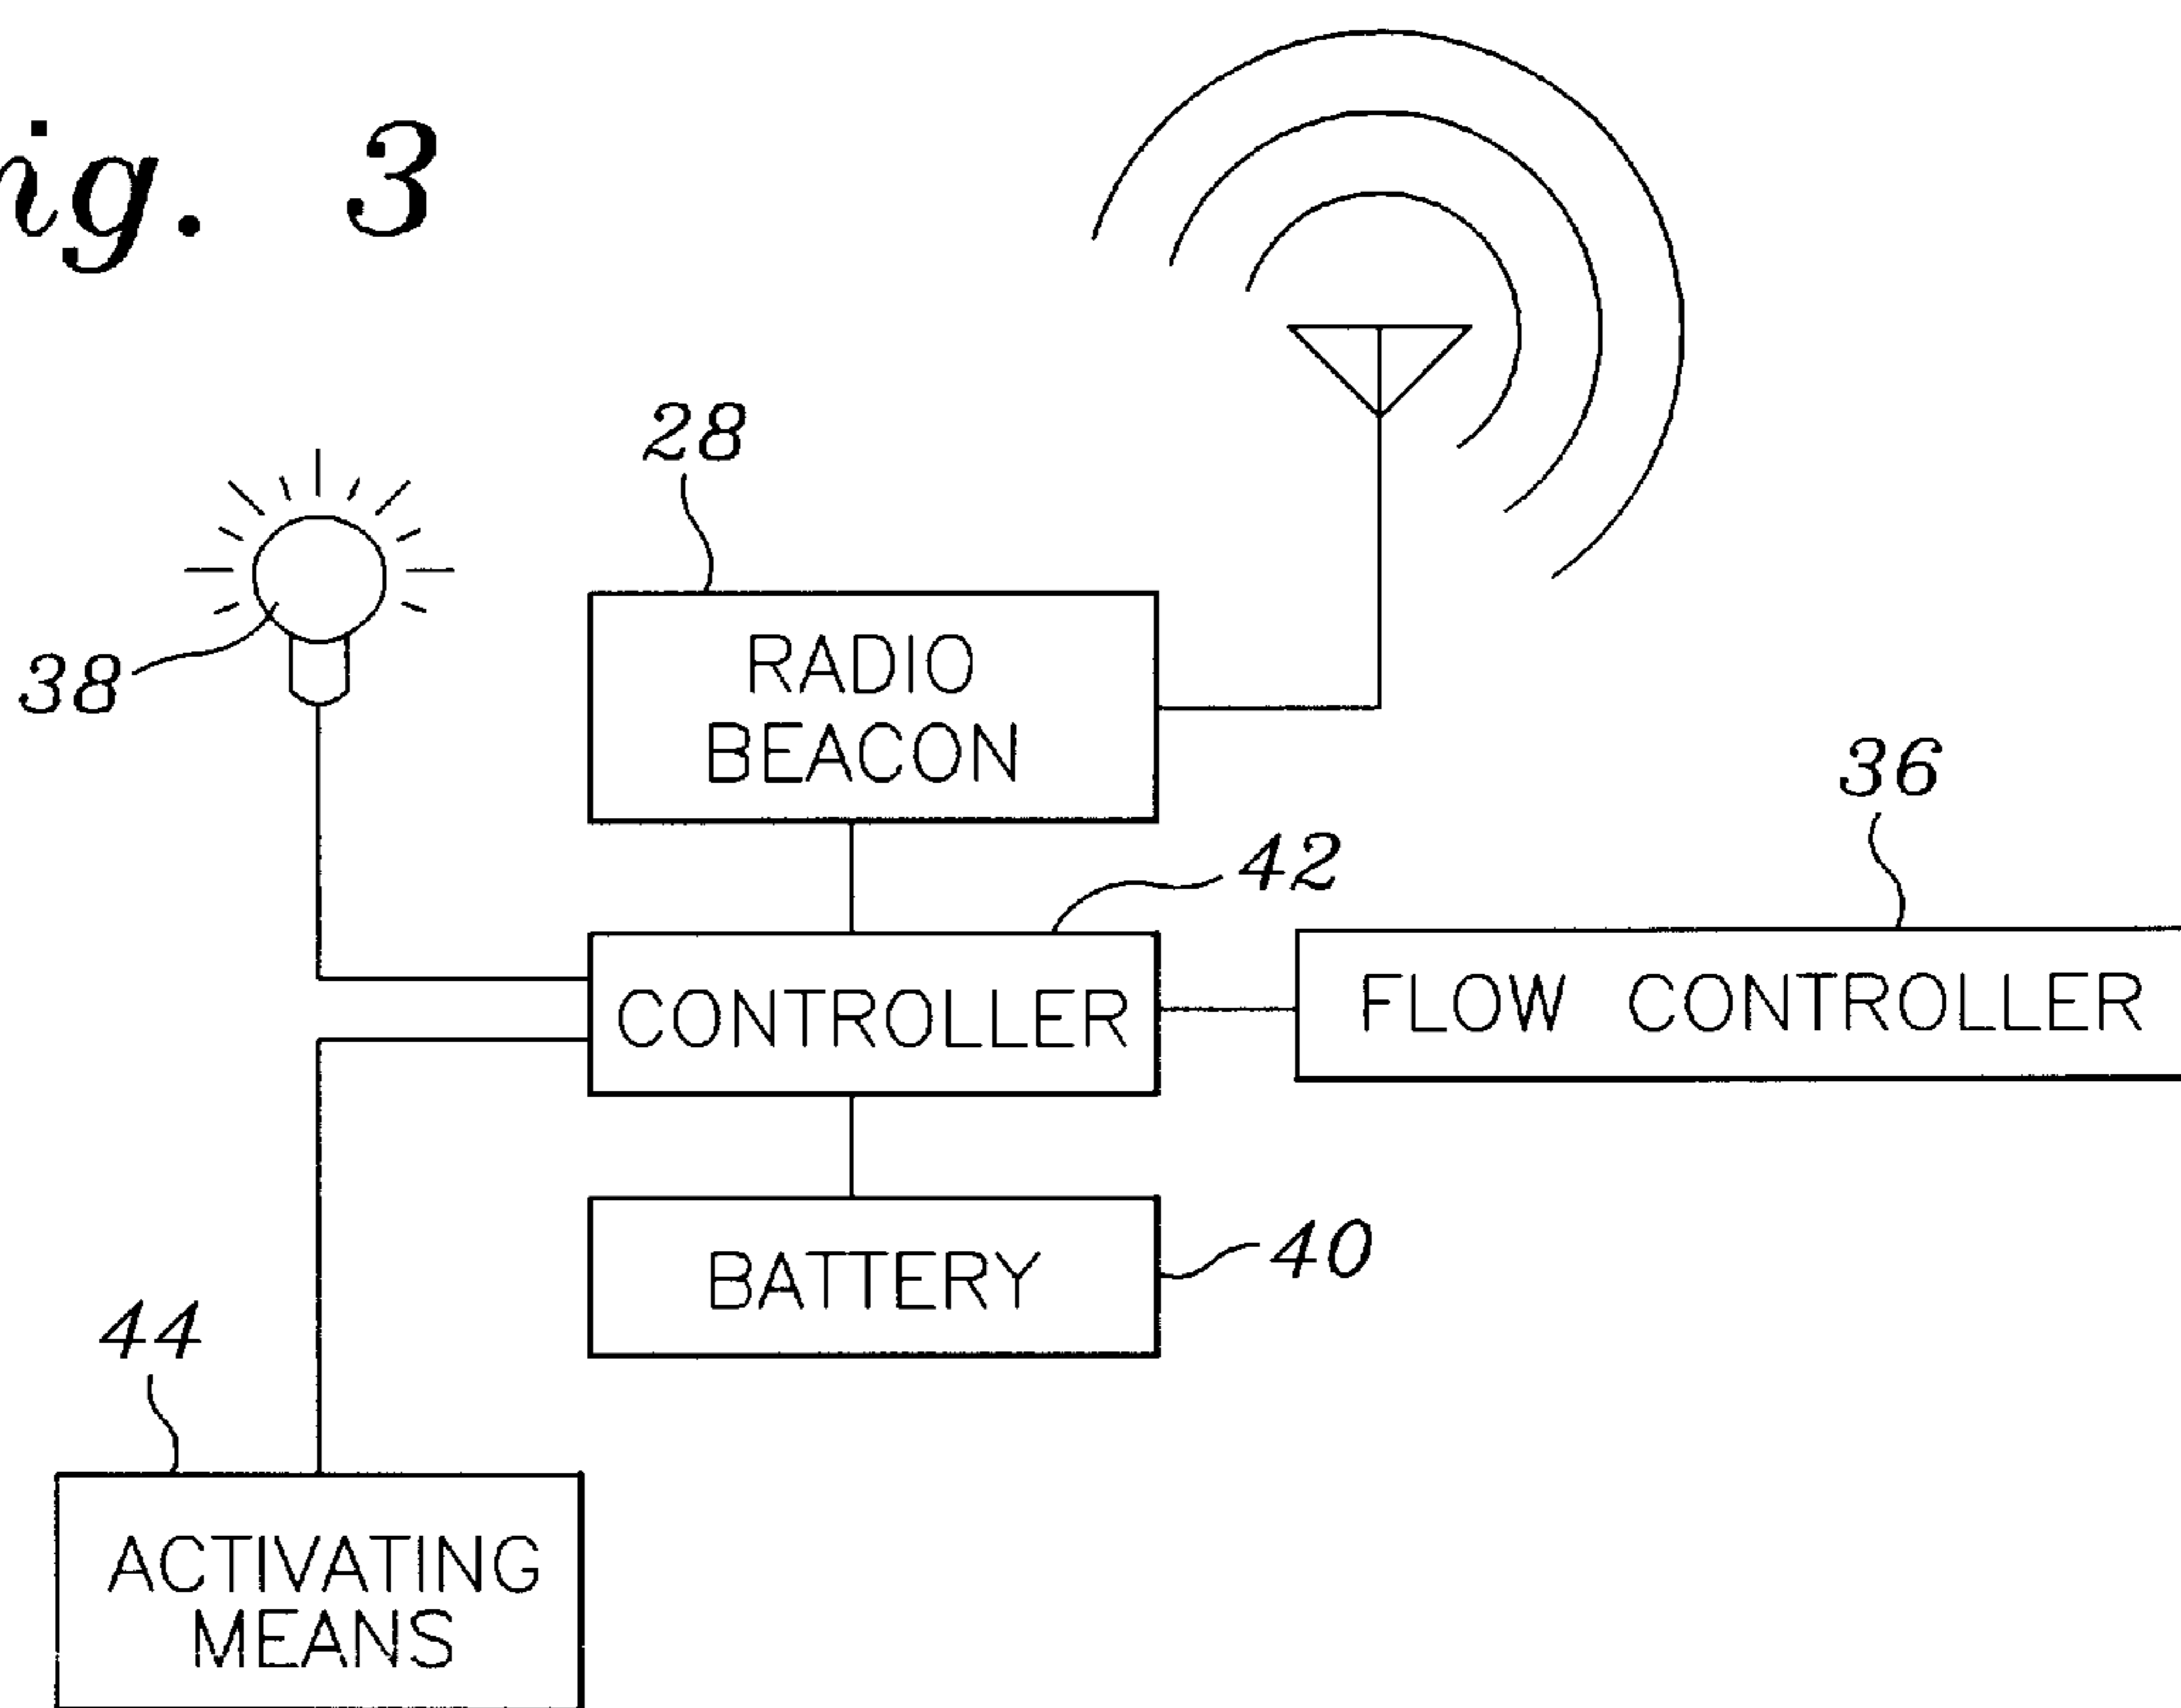 ig. 3
28
38
RADIO
BEACON
36
42
CONTROLLER
FLOW CONTROLLER
BATTERY
40
44
ACTIVATING
MEANS